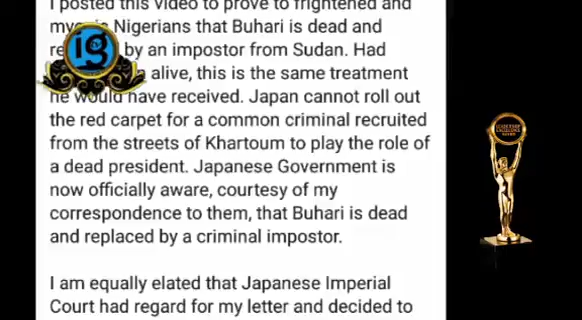 I posted this video to prove to frightened and
Nigerians that Buhari is dead and
by an impostor from Sudan. Had
alive, this is the same treatment
he would have received. Japan cannot roll out
the red carpet for a common criminal recruited
from the streets of Khartoum to play the role of
a dead president. Japanese Government is
now officially aware, courtesy of my
correspondence to them, that Buhari is dead
and replaced by a criminal impostor.
I am equally elated that Japanese Imperial
Court had regard for my letter and decided to
ig